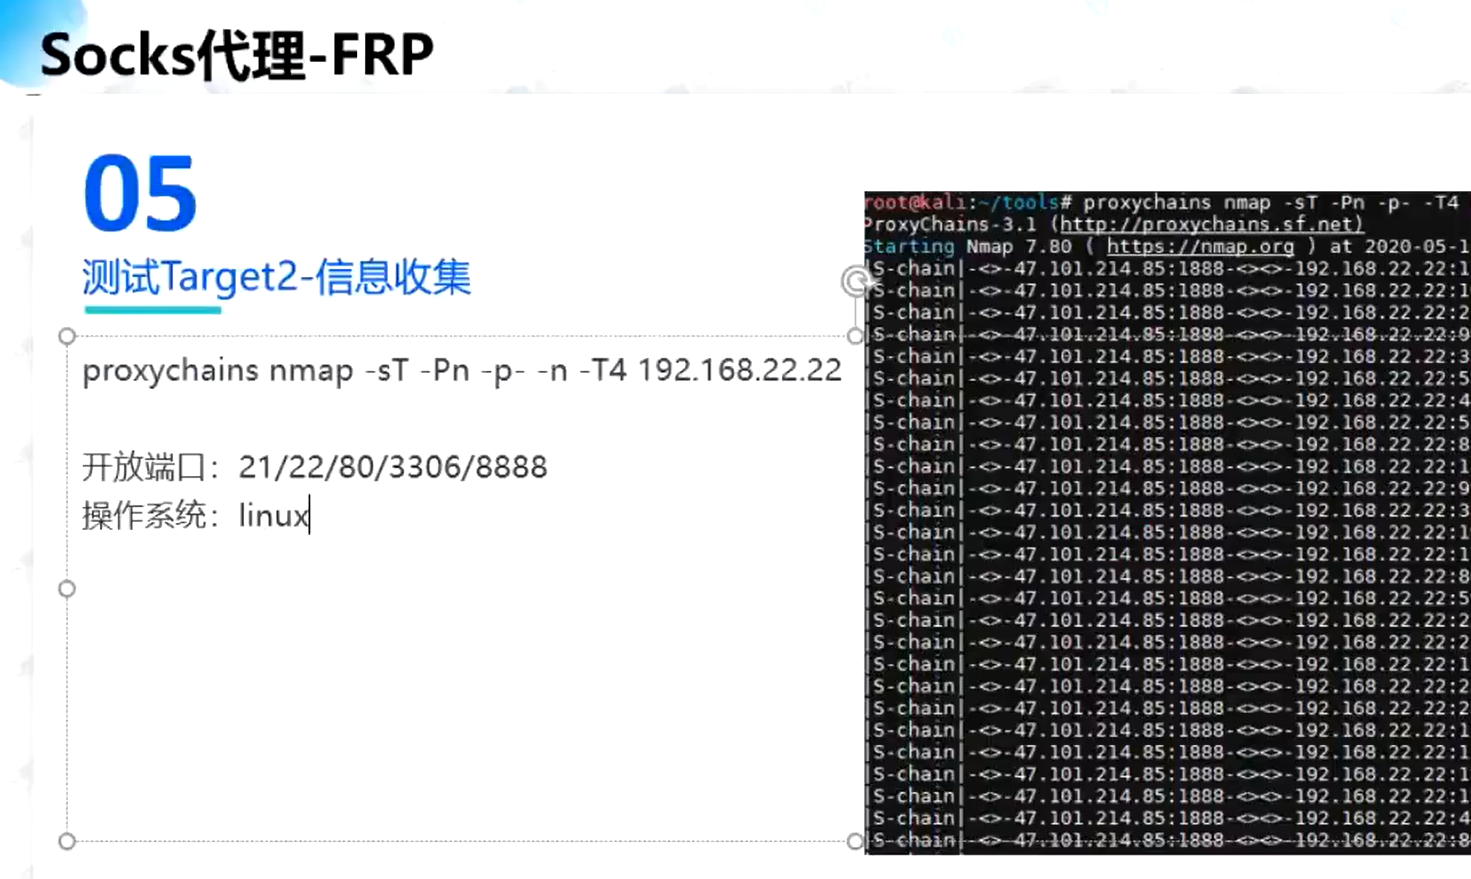 Socks代理-FRP
05
测试Target2-信息收集
proxychains nmap -sT -Pn -p- -n -T4 192.168.22.22
开放端口：21/22/80/3306/8888
操作系统：linux
root@kali:~/tools# proxychains nmap -sT -Pn -p- -T4
ProxyChains-3.1 (http://proxychains.sf.net)
Starting Nmap 7.80 ( https://nmap.org ) at 2020-05-1
|S-chain|-<>-47.101.214.85:1888-<><>-192.168.22.22:1
|S-chain|-<>-47.101.214.85:1888-<><>-192.168.22.22:1
|S-chain|-<>-47.101.214.85:1888-<><>-192.168.22.22:2
|S-chain|-<>-47.101.214.85:1888-<><>-192.168.22.22:9
|S-chain|-<>-47.101.214.85:1888-<><>-192.168.22.22:3
|S-chain|-<>-47.101.214.85:1888-<><>-192.168.22.22:5
|S-chain|-<>-47.101.214.85:1888-<><>-192.168.22.22:4
|S-chain|-<>-47.101.214.85:1888-<><>-192.168.22.22:5
|S-chain|-<>-47.101.214.85:1888-<><>-192.168.22.22:8
|S-chain|-<>-47.101.214.85:1888-<><>-192.168.22.22:1
|S-chain|-<>-47.101.214.85:1888-<><>-192.168.22.22:9
|S-chain|-<>-47.101.214.85:1888-<><>-192.168.22.22:3
|S-chain|-<>-47.101.214.85:1888-<><>-192.168.22.22:1
|S-chain|-<>-47.101.214.85:1888-<><>-192.168.22.22:1
|S-chain|-<>-47.101.214.85:1888-<><>-192.168.22.22:8
|S-chain|-<>-47.101.214.85:1888-<><>-192.168.22.22:5
|S-chain|-<>-47.101.214.85:1888-<><>-192.168.22.22:2
|S-chain|-<>-47.101.214.85:1888-<><>-192.168.22.22:2
|S-chain|-<>-47.101.214.85:1888-<><>-192.168.22.22:1
|S-chain|-<>-47.101.214.85:1888-<><>-192.168.22.22:2
|S-chain|-<>-47.101.214.85:1888-<><>-192.168.22.22:2
|S-chain|-<>-47.101.214.85:1888-<><>-192.168.22.22:1
|S-chain|-<>-47.101.214.85:1888-<><>-192.168.22.22:1
|S-chain|-<>-47.101.214.85:1888-<><>-192.168.22.22:1
|S-chain|-<>-47.101.214.85:1888-<><>-192.168.22.22:1
|S-chain|-<>-47.101.214.85:1888-<><>-192.168.22.22:4
|S-chain|-<>-47.101.214.85:1888-<><>-192.168.22.22:8